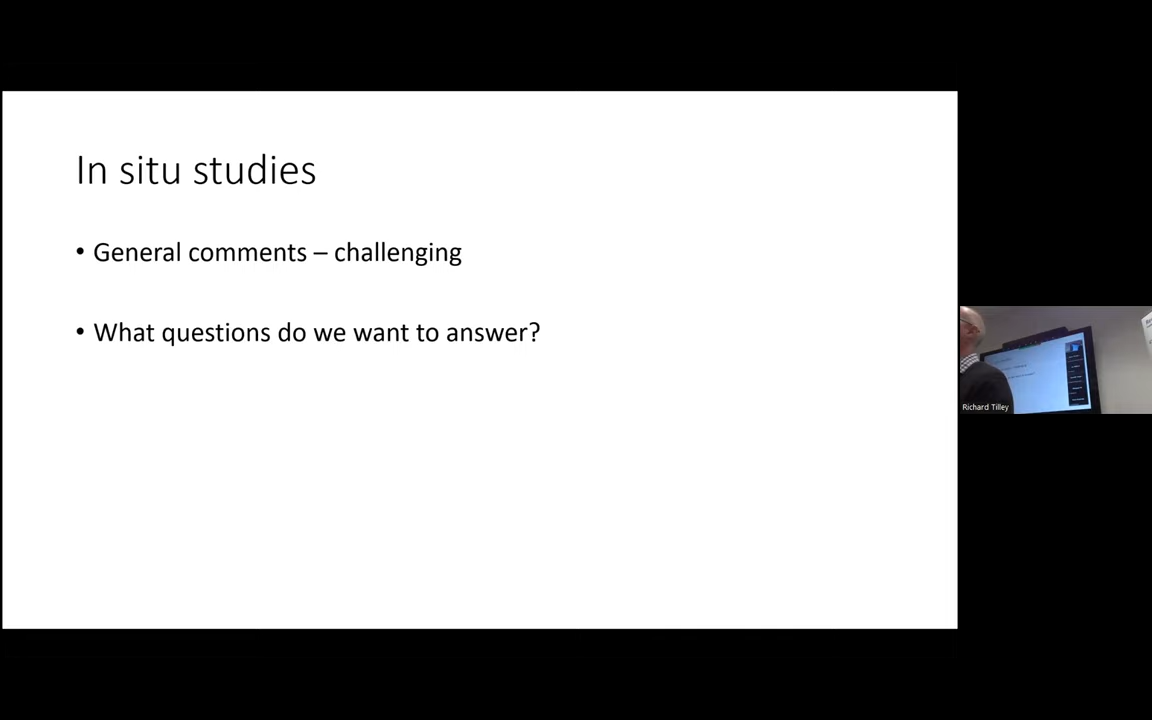 In situ studies
• General comments – challenging
• What questions do we want to answer?
Richard Tilley